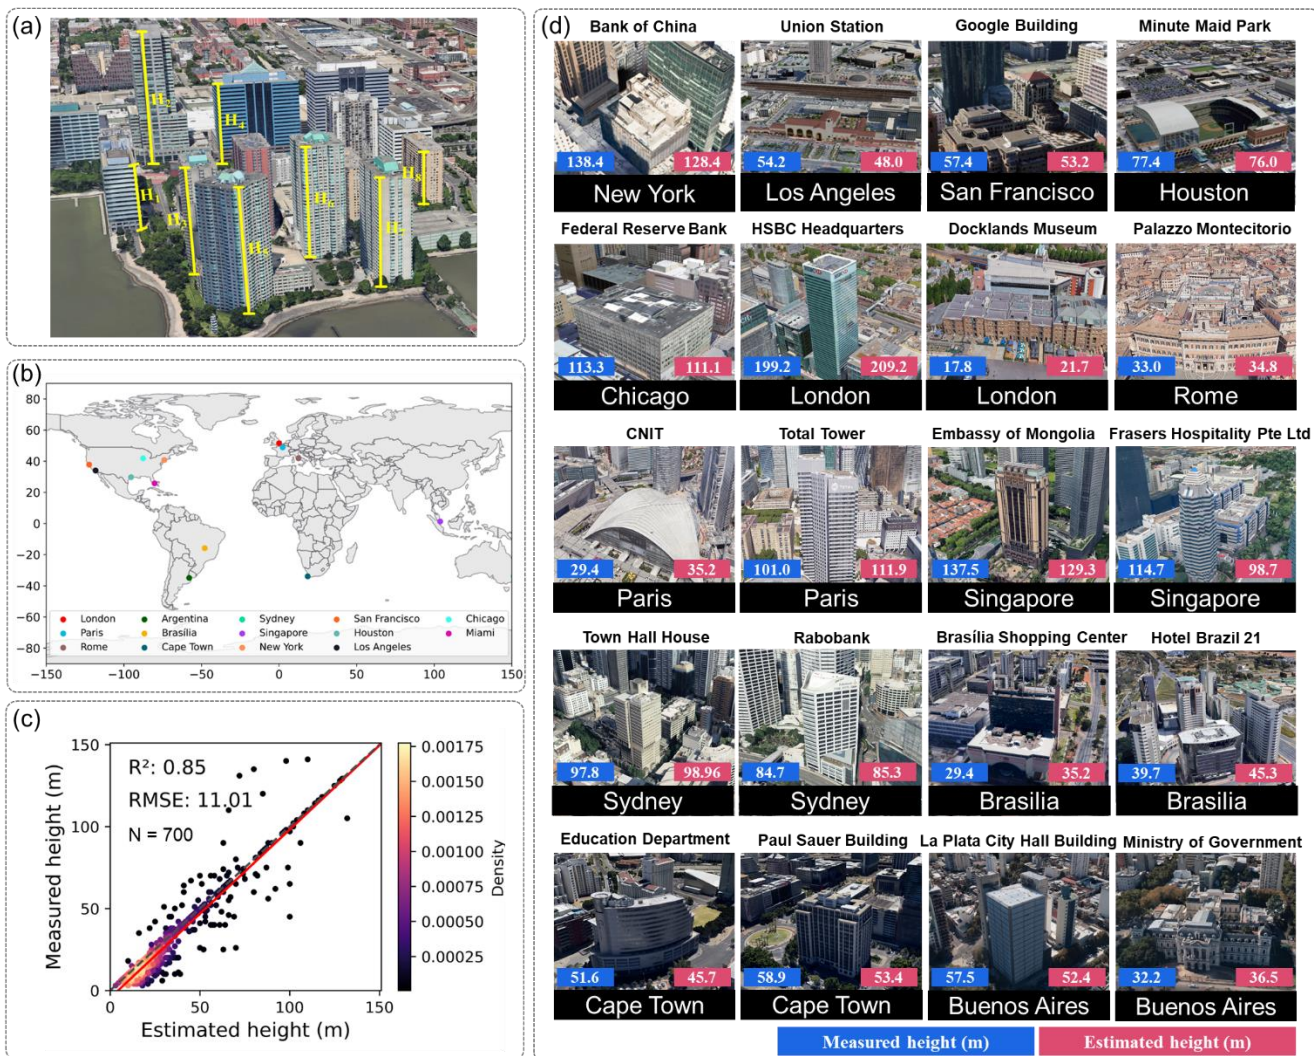 (a)
H₂
H₄
H₁
H₃
H₅
H₈
(b)
80
60
40
20
0
−20
−40
−60
−80
London
Argentina
Sydney
San Francisco
Chicago
Paris
Brasília
Singapore
Houston
Miami
Rome
Cape Town
New York
Los Angeles
−150
−100
−50
0
50
100
150
(c)
Measured height (m)
150
100
50
0
R²: 0.85
RMSE: 11.01
N = 700
0
50
100
150
Estimated height (m)
0.00175
0.00150
0.00125
0.00100
0.00075
0.00050
0.00025
Density
(d)
Bank of China
Union Station
Google Building
Minute Maid Park
138.4 128.4
54.2 48.0
57.4 53.2
77.4 76.0
New York
Los Angeles
San Francisco
Houston
Federal Reserve Bank
HSBC Headquarters
Docklands Museum
Palazzo Montecitorio
113.3 111.1
199.2 209.2
17.8 21.7
33.0 34.8
Chicago
London
London
Rome
CNIT
Total Tower
Embassy of Mongolia
Frasers Hospitality Pte Ltd
29.4 35.2
101.0 111.9
137.5 129.3
114.7 98.7
Paris
Paris
Singapore
Singapore
Town Hall House
Rabobank
Brasília Shopping Center
Hotel Brazil 21
97.8 98.96
84.7 85.3
29.4 35.2
39.7 45.3
Sydney
Sydney
Brasilia
Brasilia
Education Department
Paul Sauer Building
La Plata City Hall Building
Ministry of Government
51.6 45.7
58.9 53.4
57.5 52.4
32.2 36.5
Cape Town
Cape Town
Buenos Aires
Buenos Aires
Measured height (m)
Estimated height (m)